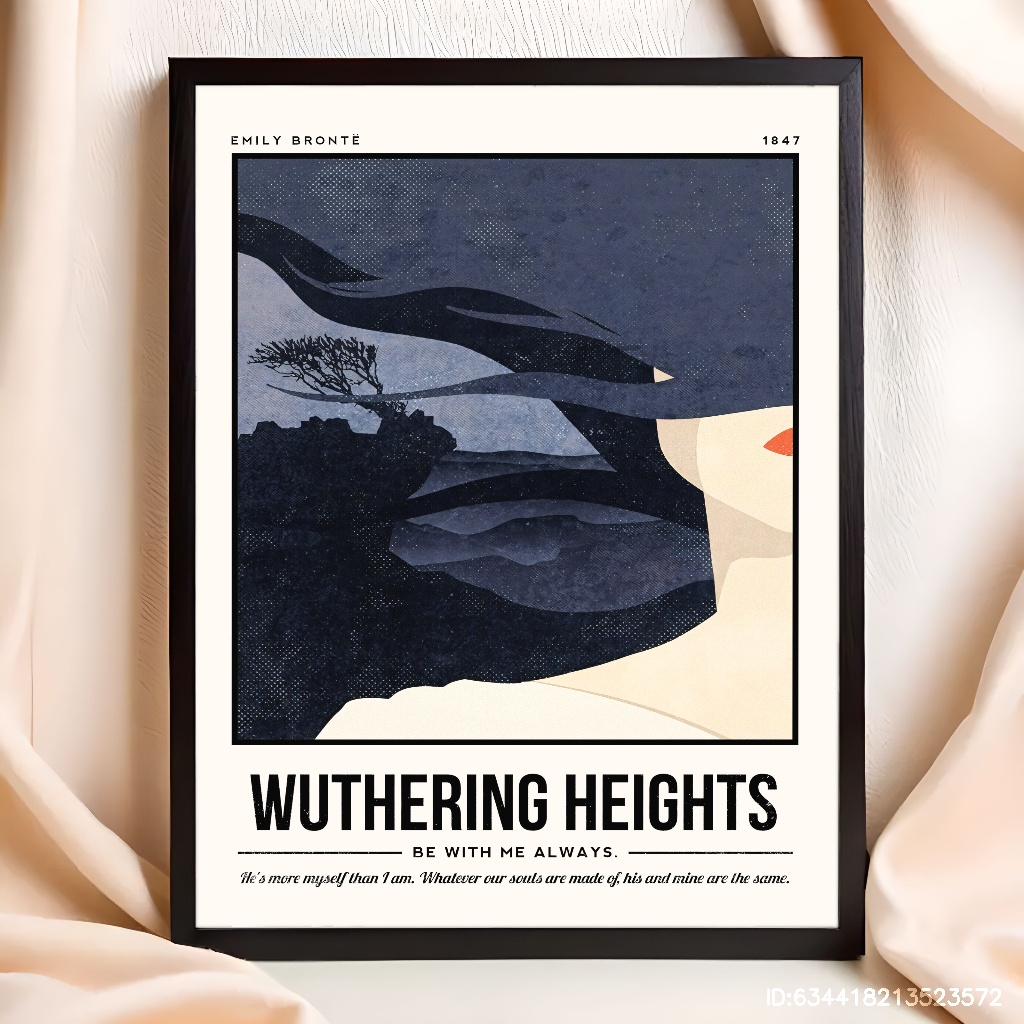 EMILY BRONTË
1847
WUTHERING HEIGHTS
BE WITH ME ALWAYS.
He's more myself than I am. Whatever our souls are made of, his and mine are the same.
ID:634418213523572